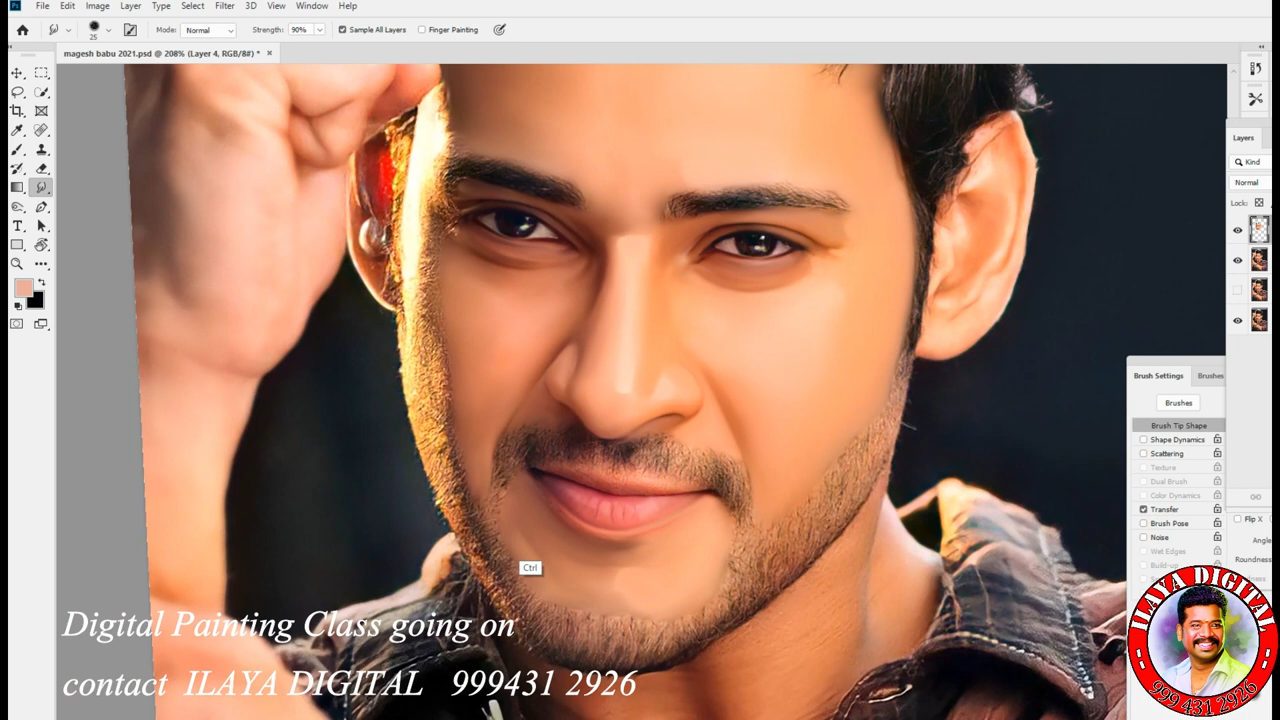 Ps File Edit Image Layer Type Select Filter 3D View Window Help
25 Mode: Normal Strength: 90% Sample All Layers Finger Painting
magesh babu 2021.psd @ 208% (Layer 4, RGB/8#) * ×
Layers
Kind
Normal
Lock:
Brush Settings Brushes
Brushes
Brush Tip Shape
Shape Dynamics
Scattering
Texture
Dual Brush
Color Dynamics
Transfer
Brush Pose
Noise
Wet Edges
Build-up
Flip X
Angle
Roundness
Ctrl
Digital Painting Class going on
contact ILAYA DIGITAL 999431 2926
ILAYA DIGITAL
999 431 2926